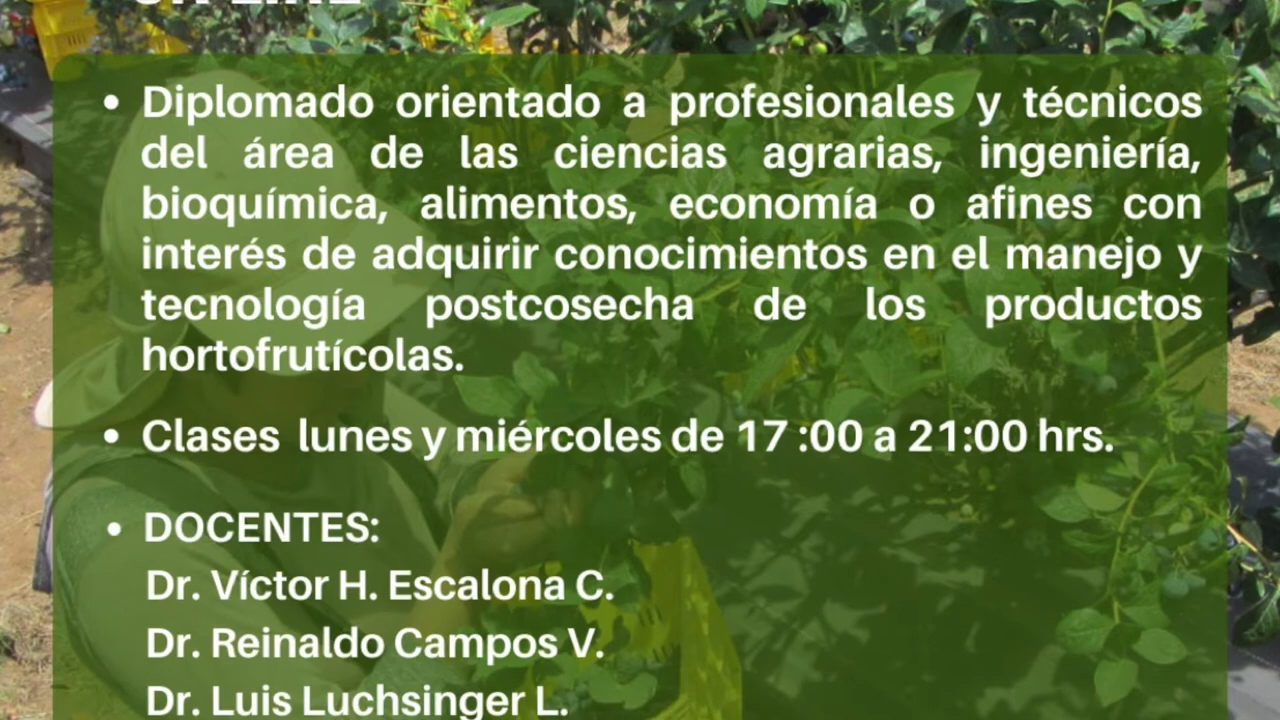 • Diplomado orientado a profesionales y técnicos
del área de las ciencias agrarias, ingeniería,
bioquímica, alimentos, economía o afines con
interés de adquirir conocimientos en el manejo y
tecnología postcosecha de los productos
hortofrutícolas.
• Clases lunes y miércoles de 17 :00 a 21:00 hrs.
• DOCENTES:
Dr. Víctor H. Escalona C.
Dr. Reinaldo Campos V.
Dr. Luis Luchsinger L.